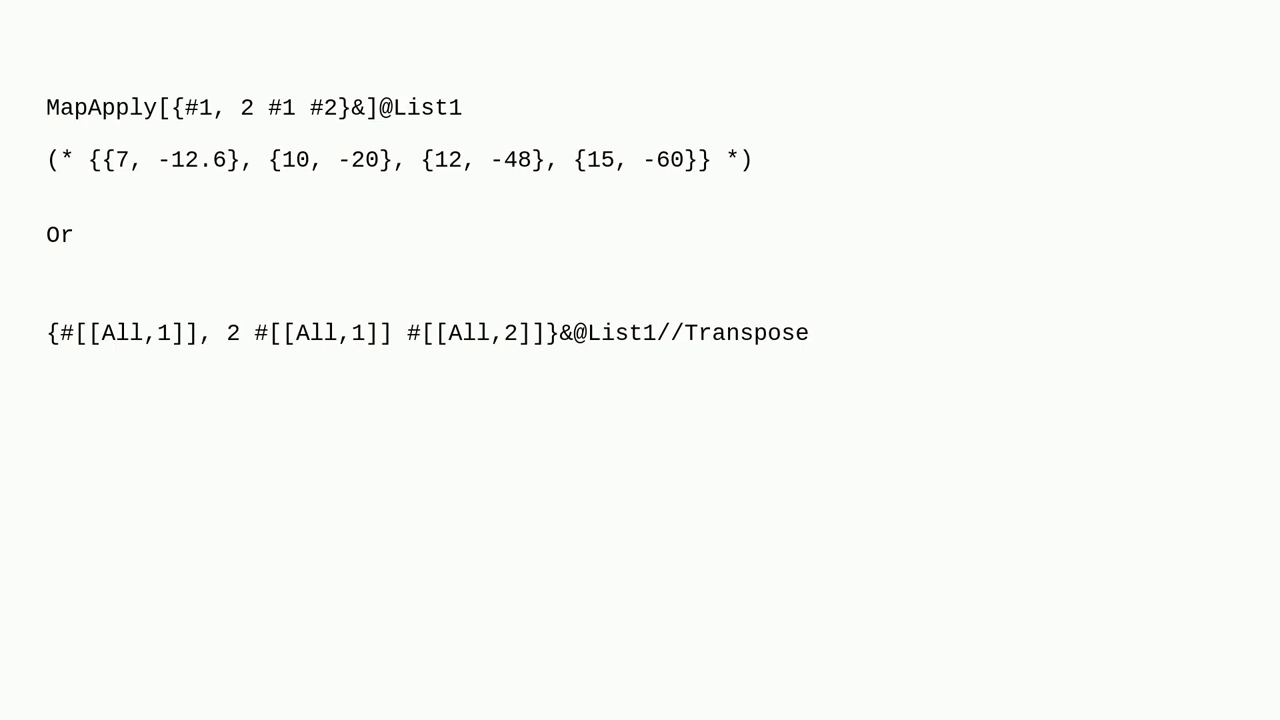 MapApply[{#1, 2 #1 #2}&]@List1
(* {{7, -12.6}, {10, -20}, {12, -48}, {15, -60}} *)
Or
{#[[All,1]], 2 #[[All,1]] #[[All,2]]}&@List1//Transpose